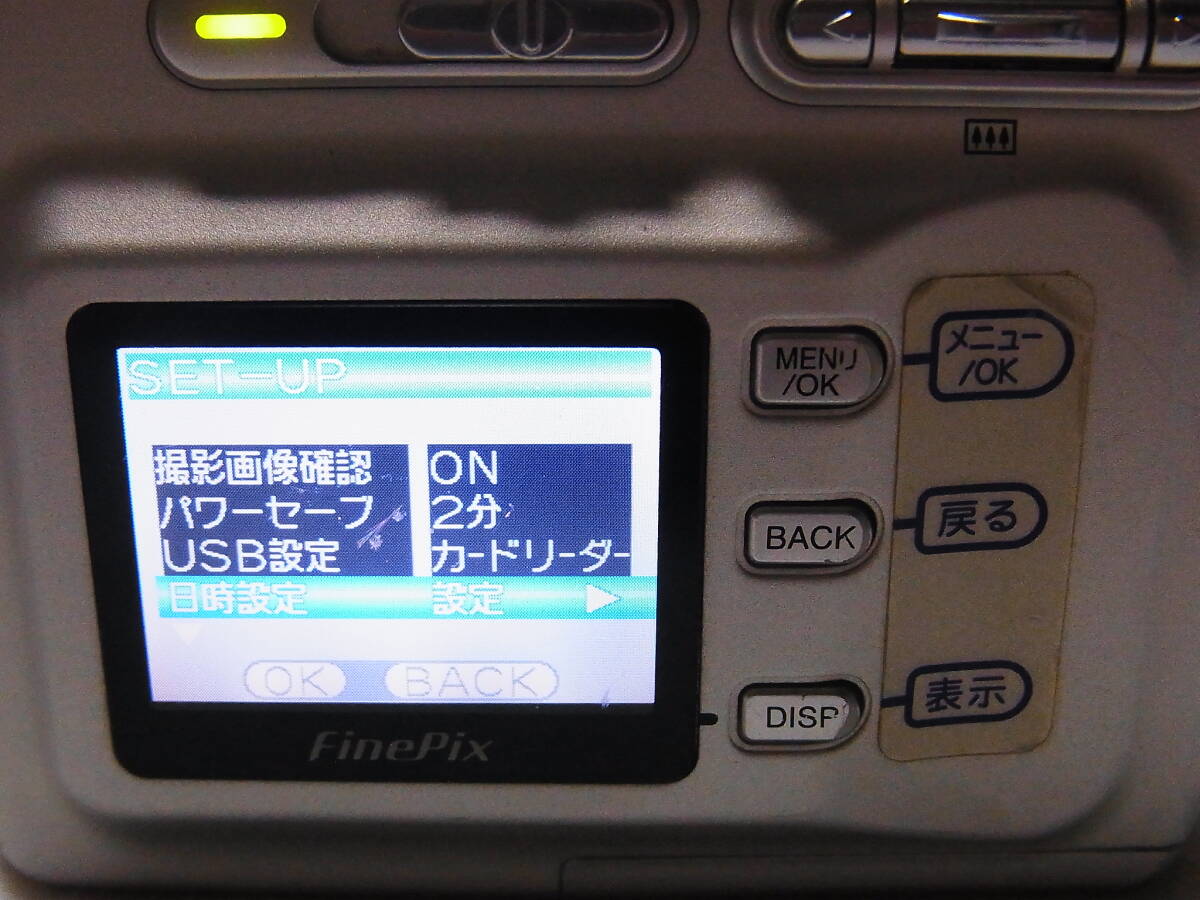 SET-UP
撮影画像確認 ON
パワーセーブ 2分
USB設定 カードリーダー
日時設定 設定
OK BACK
FinePix
MENU
/OK
メニュー
/OK
BACK
戻る
DISP
表示